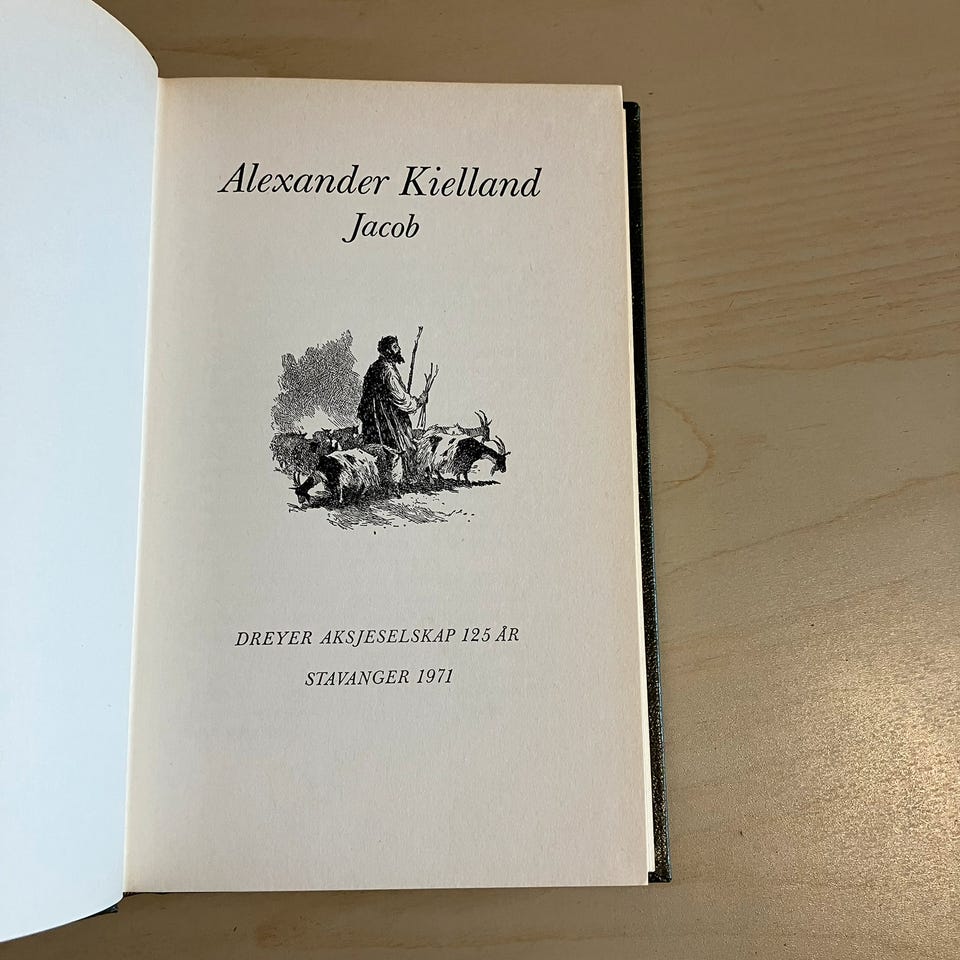 Alexander Kielland
Jacob
DREYER AKSJESELSKAP 125 ÅR
STAVANGER 1971